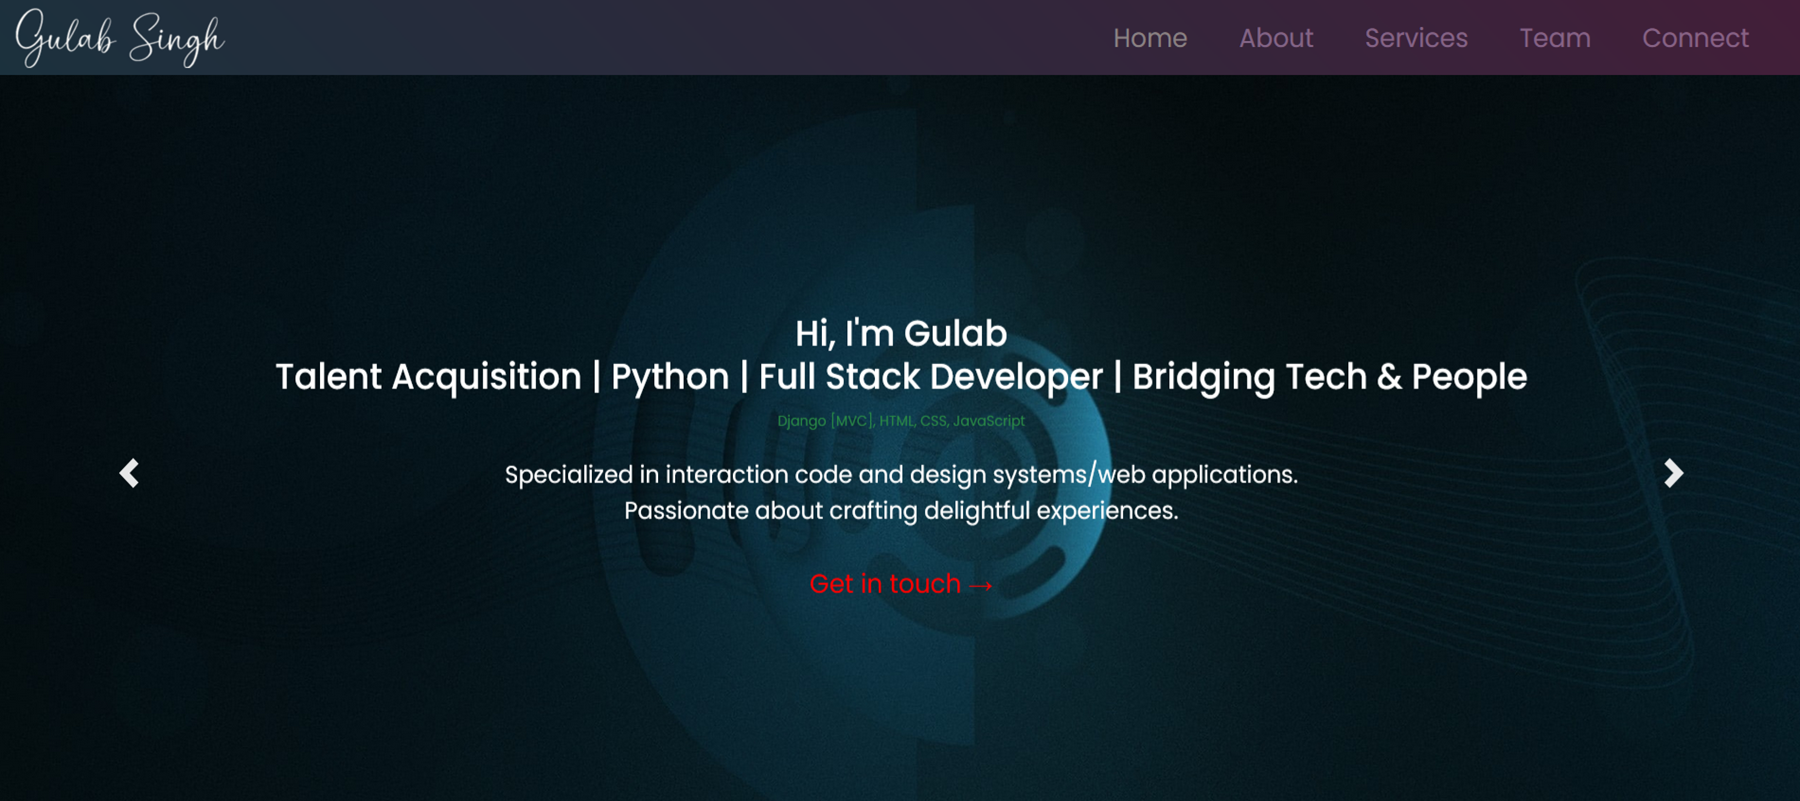 Gulab Singh
Home About Services Team Connect
Hi, I'm Gulab
Talent Acquisition | Python | Full Stack Developer | Bridging Tech & People
Django [MVC], HTML, CSS, JavaScript
Specialized in interaction code and design systems/web applications.
Passionate about crafting delightful experiences.
Get in touch →